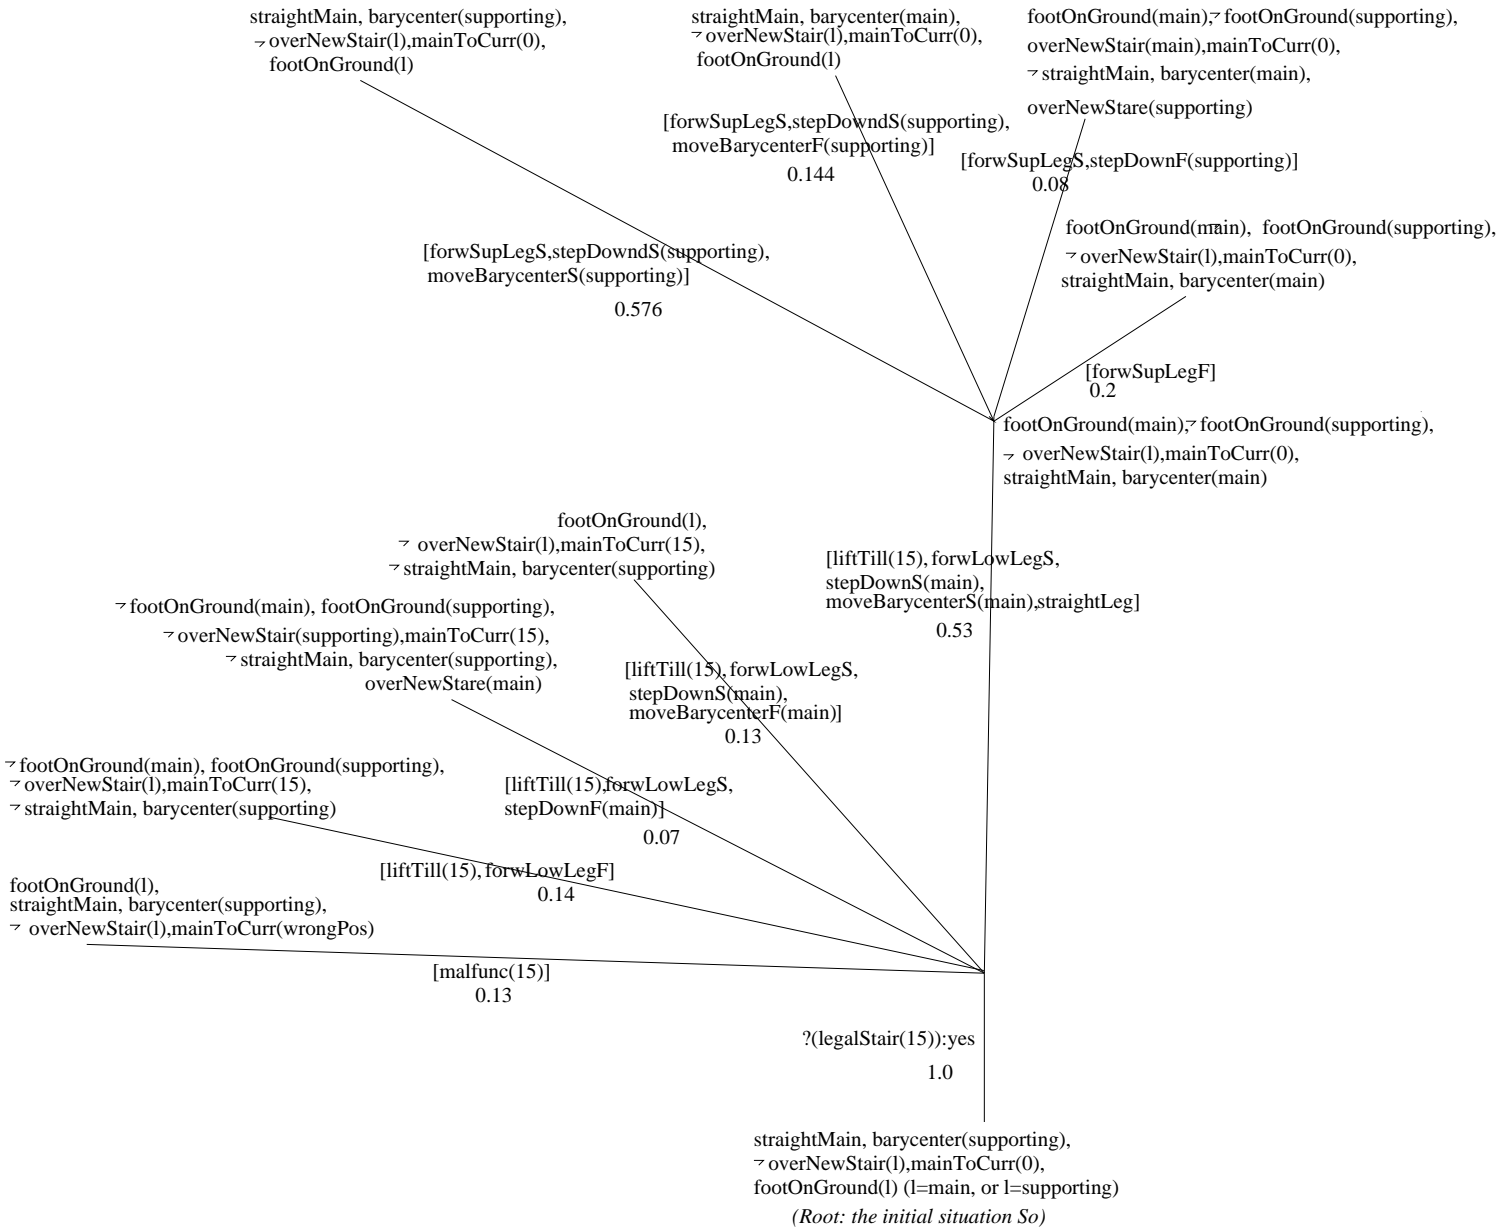 straightMain, barycenter(supporting),
¬ overNewStair(l),mainToCurr(0),
footOnGround(l)
straightMain, barycenter(main),
¬ overNewStair(l),mainToCurr(0),
footOnGround(l)
footOnGround(main),¬ footOnGround(supporting),
overNewStair(main),mainToCurr(0),
¬ straightMain, barycenter(main),
overNewStare(supporting)
[forwSupLegS,stepDowndS(supporting),
moveBarycenterF(supporting)]
0.144
[forwSupLegS,stepDownF(supporting)]
0.08
footOnGround(main),¬ footOnGround(supporting),
¬ overNewStair(l),mainToCurr(0),
straightMain, barycenter(main)
[forwSupLegS,stepDowndS(supporting),
moveBarycenterS(supporting)]
0.576
[forwSupLegF]
0.2
footOnGround(main),¬ footOnGround(supporting),
¬ overNewStair(l),mainToCurr(0),
straightMain, barycenter(main)
footOnGround(l),
¬ overNewStair(l),mainToCurr(15),
¬ straightMain, barycenter(supporting)
[liftTill(15), forwLowLegS,
stepDownS(main),
moveBarycenterS(main),straightLeg]
0.53
¬ footOnGround(main), footOnGround(supporting),
¬ overNewStair(supporting),mainToCurr(15),
¬ straightMain, barycenter(supporting),
overNewStare(main)
[liftTill(15), forwLowLegS,
stepDownS(main),
moveBarycenterF(main)]
0.13
¬ footOnGround(main), footOnGround(supporting),
¬ overNewStair(l),mainToCurr(15),
¬ straightMain, barycenter(supporting)
[liftTill(15),forwLowLegS,
stepDownF(main)]
0.07
[liftTill(15), forwLowLegF]
0.14
footOnGround(l),
straightMain, barycenter(supporting),
¬ overNewStair(l),mainToCurr(wrongPos)
[malfunc(15)]
0.13
?(legalStair(15)):yes
1.0
straightMain, barycenter(supporting),
¬ overNewStair(l),mainToCurr(0),
footOnGround(l) (l=main, or l=supporting)
(Root: the initial situation So)